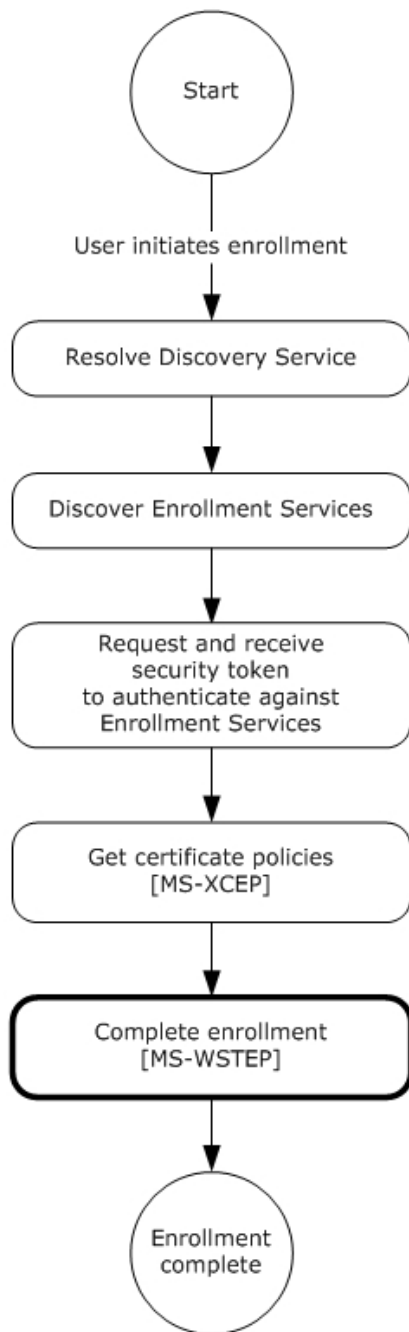 Start
User initiates enrollment
Resolve Discovery Service
Discover Enrollment Services
Request and receive
security token
to authenticate against
Enrollment Services
Get certificate policies
[MS-XCEP]
Complete enrollment
[MS-WSTEP]
Enrollment
complete